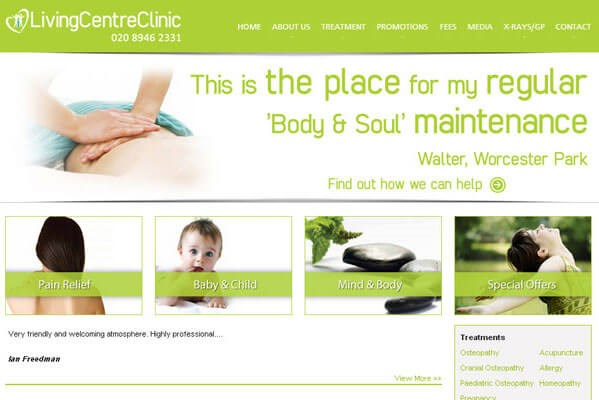 LivingCentreClinic
020 8946 2331
HOME ABOUT US TREATMENT PROMOTIONS FEES MEDIA X-RAYS/GP CONTACT
This is the place for my regular
'Body & Soul' maintenance
Walter, Worcester Park
Find out how we can help
Pain Relief
Baby & Child
Mind & Body
Special Offers
Very friendly and welcoming atmosphere. Highly professional....
Ian Freedman
View More >>
Treatments
Osteopathy Acupuncture
Cranial Osteopathy Allergy
Paediatric Osteopathy Homeopathy
Pregnancy